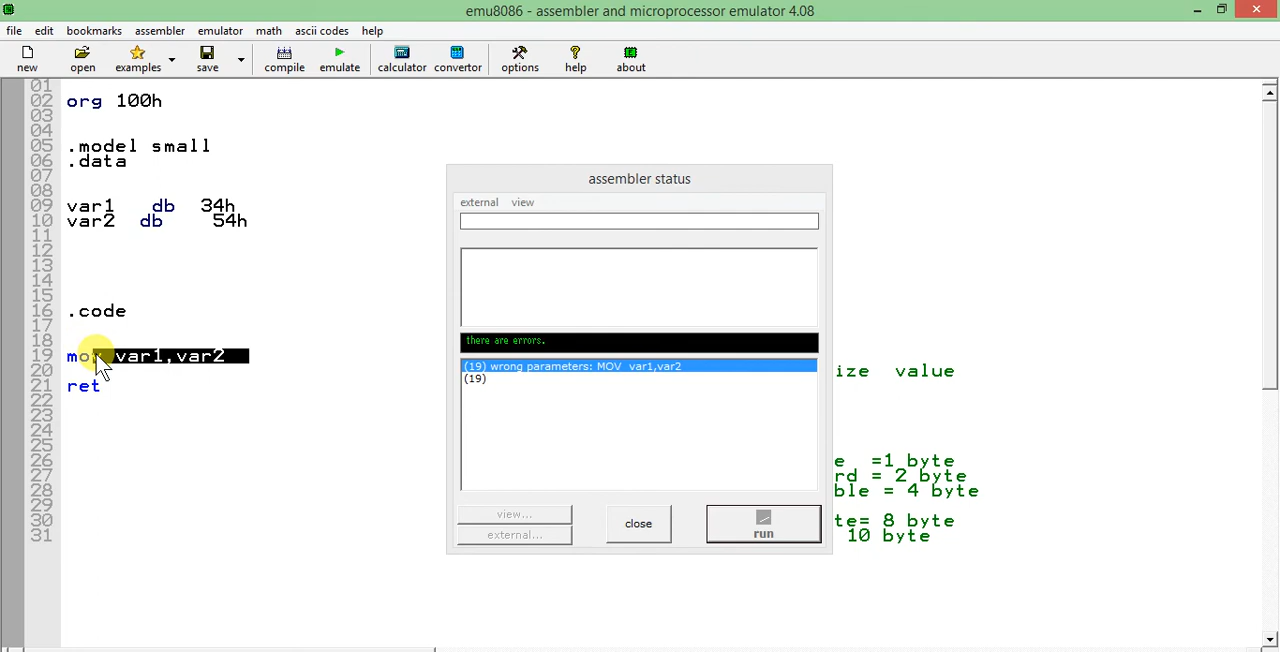 emu8086 - assembler and microprocessor emulator 4.08
file edit bookmarks assembler emulator math ascii codes help
new open examples save compile emulate calculator convertor options help about
01
02 org 100h
03
04
05 .model small
06 .data
07
08
09 var1 db 34h
10 var2 db 54h
11
12
13
14
15
16 .code
17
18
19 mov var1,var2
20
21 ret
22
23
24
25
26
27
28
29
30
31
assembler status
external view
there are errors.
(19) wrong parameters: MOV var1,var2
(19)
view...
external...
close
run
ize value
e =1 byte
rd = 2 byte
ble = 4 byte
te= 8 byte
10 byte